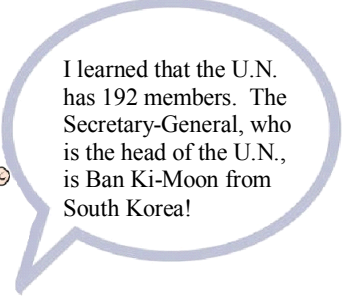 I learned that the U.N.
has 192 members.  The
Secretary-General, who
is the head of the U.N.,
is Ban Ki-Moon from
South Korea!